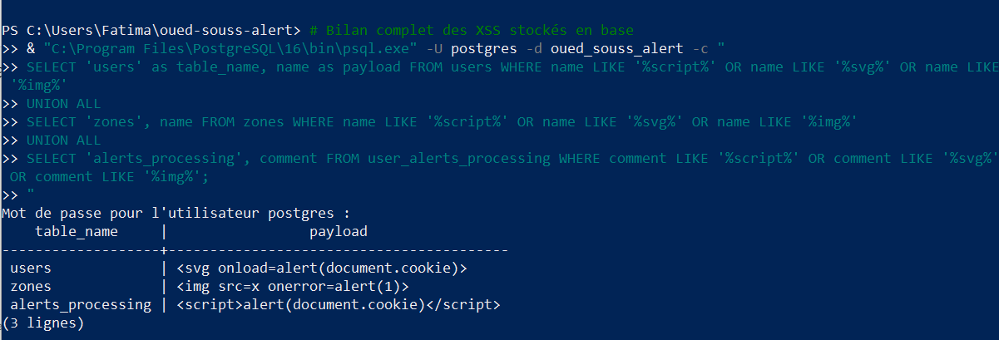 PS C:\Users\Fatima\oued-souss-alert> # Bilan complet des XSS stockés en base
>> & "C:\Program Files\PostgreSQL\16\bin\psql.exe" -U postgres -d oued_souss_alert -c "
>> SELECT 'users' as table_name, name as payload FROM users WHERE name LIKE '%script%' OR name LIKE '%svg%' OR name LIKE
'%img%'
>> UNION ALL
>> SELECT 'zones', name FROM zones WHERE name LIKE '%script%' OR name LIKE '%svg%' OR name LIKE '%img%'
>> UNION ALL
>> SELECT 'alerts_processing', comment FROM user_alerts_processing WHERE comment LIKE '%script%' OR comment LIKE '%svg%'
OR comment LIKE '%img%';
>> "
Mot de passe pour l'utilisateur postgres :
table_name | payload
-------------------+-----------------------------------------
users | <svg onload=alert(document.cookie)>
zones | <img src=x onerror=alert(1)>
alerts_processing | <script>alert(document.cookie)</script>
(3 lignes)